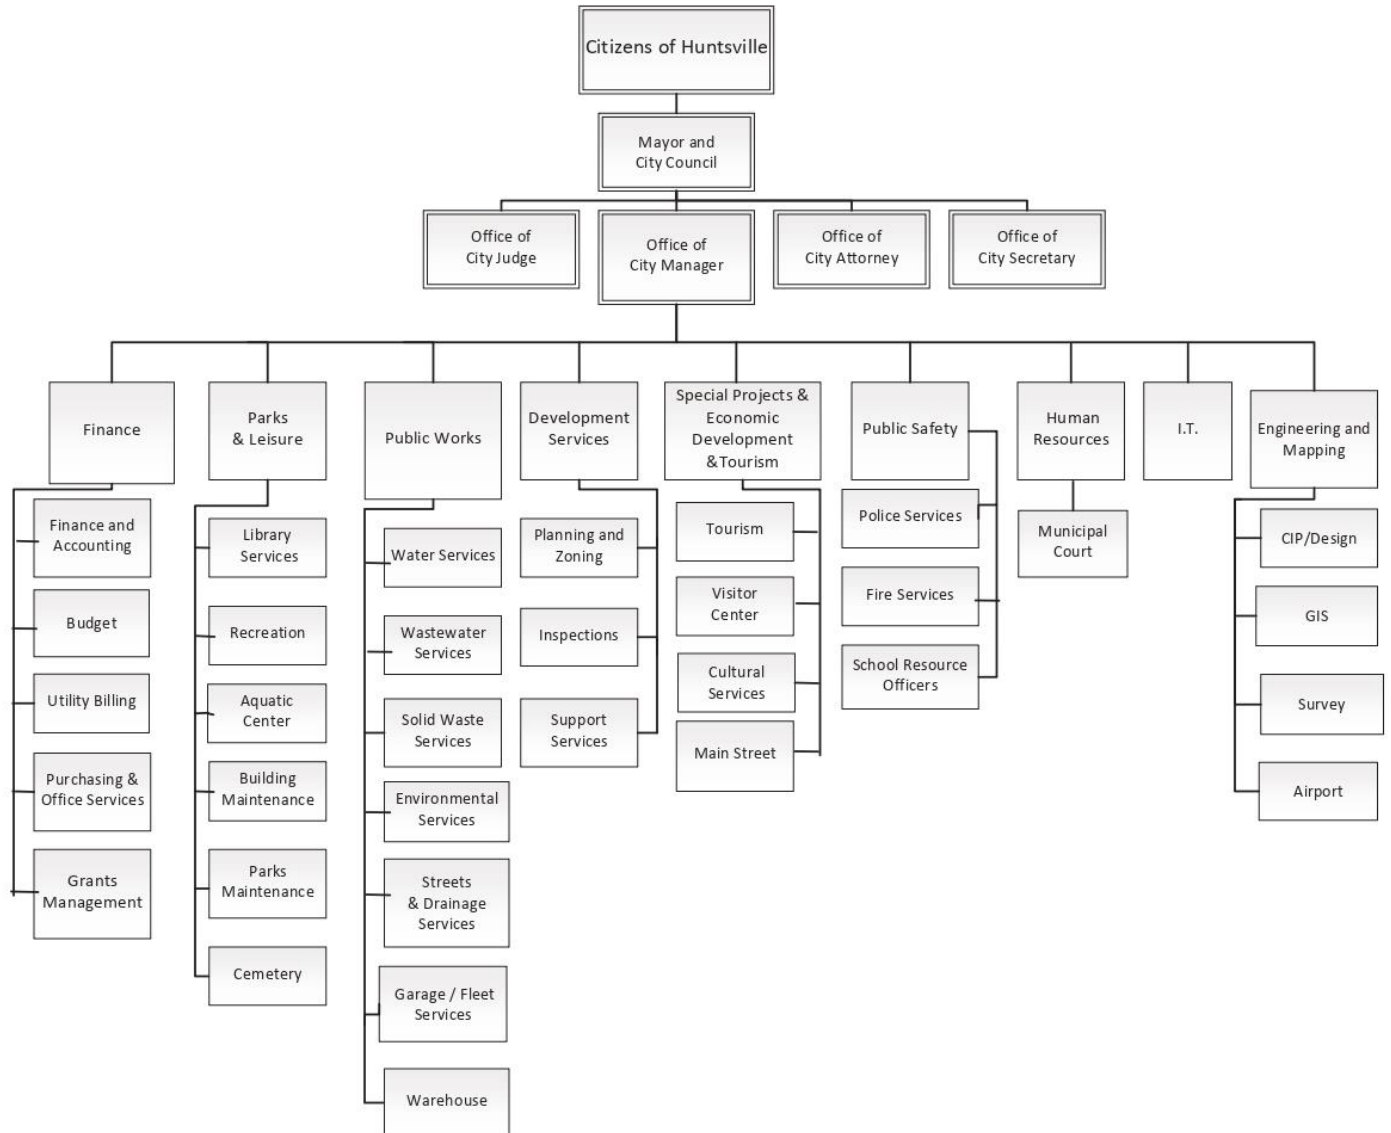 Citizens of Huntsville
Mayor and
City Council
Office of
City Judge
Office of
City Manager
Office of
City Attorney
Office of
City Secretary
Finance
Parks
& Leisure
Public Works
Development
Services
Special Projects &
Economic
Development
&Tourism
Public Safety
Human
Resources
I.T.
Engineering and
Mapping
Finance and
Accounting
Budget
Utility Billing
Purchasing &
Office Services
Grants
Management
Library
Services
Recreation
Aquatic
Center
Building
Maintenance
Parks
Maintenance
Cemetery
Water Services
Wastewater
Services
Solid Waste
Services
Environmental
Services
Streets
& Drainage
Services
Garage / Fleet
Services
Warehouse
Planning and
Zoning
Inspections
Support
Services
Tourism
Visitor
Center
Cultural
Services
Main Street
Police Services
Fire Services
School Resource
Officers
Municipal
Court
CIP/Design
GIS
Survey
Airport